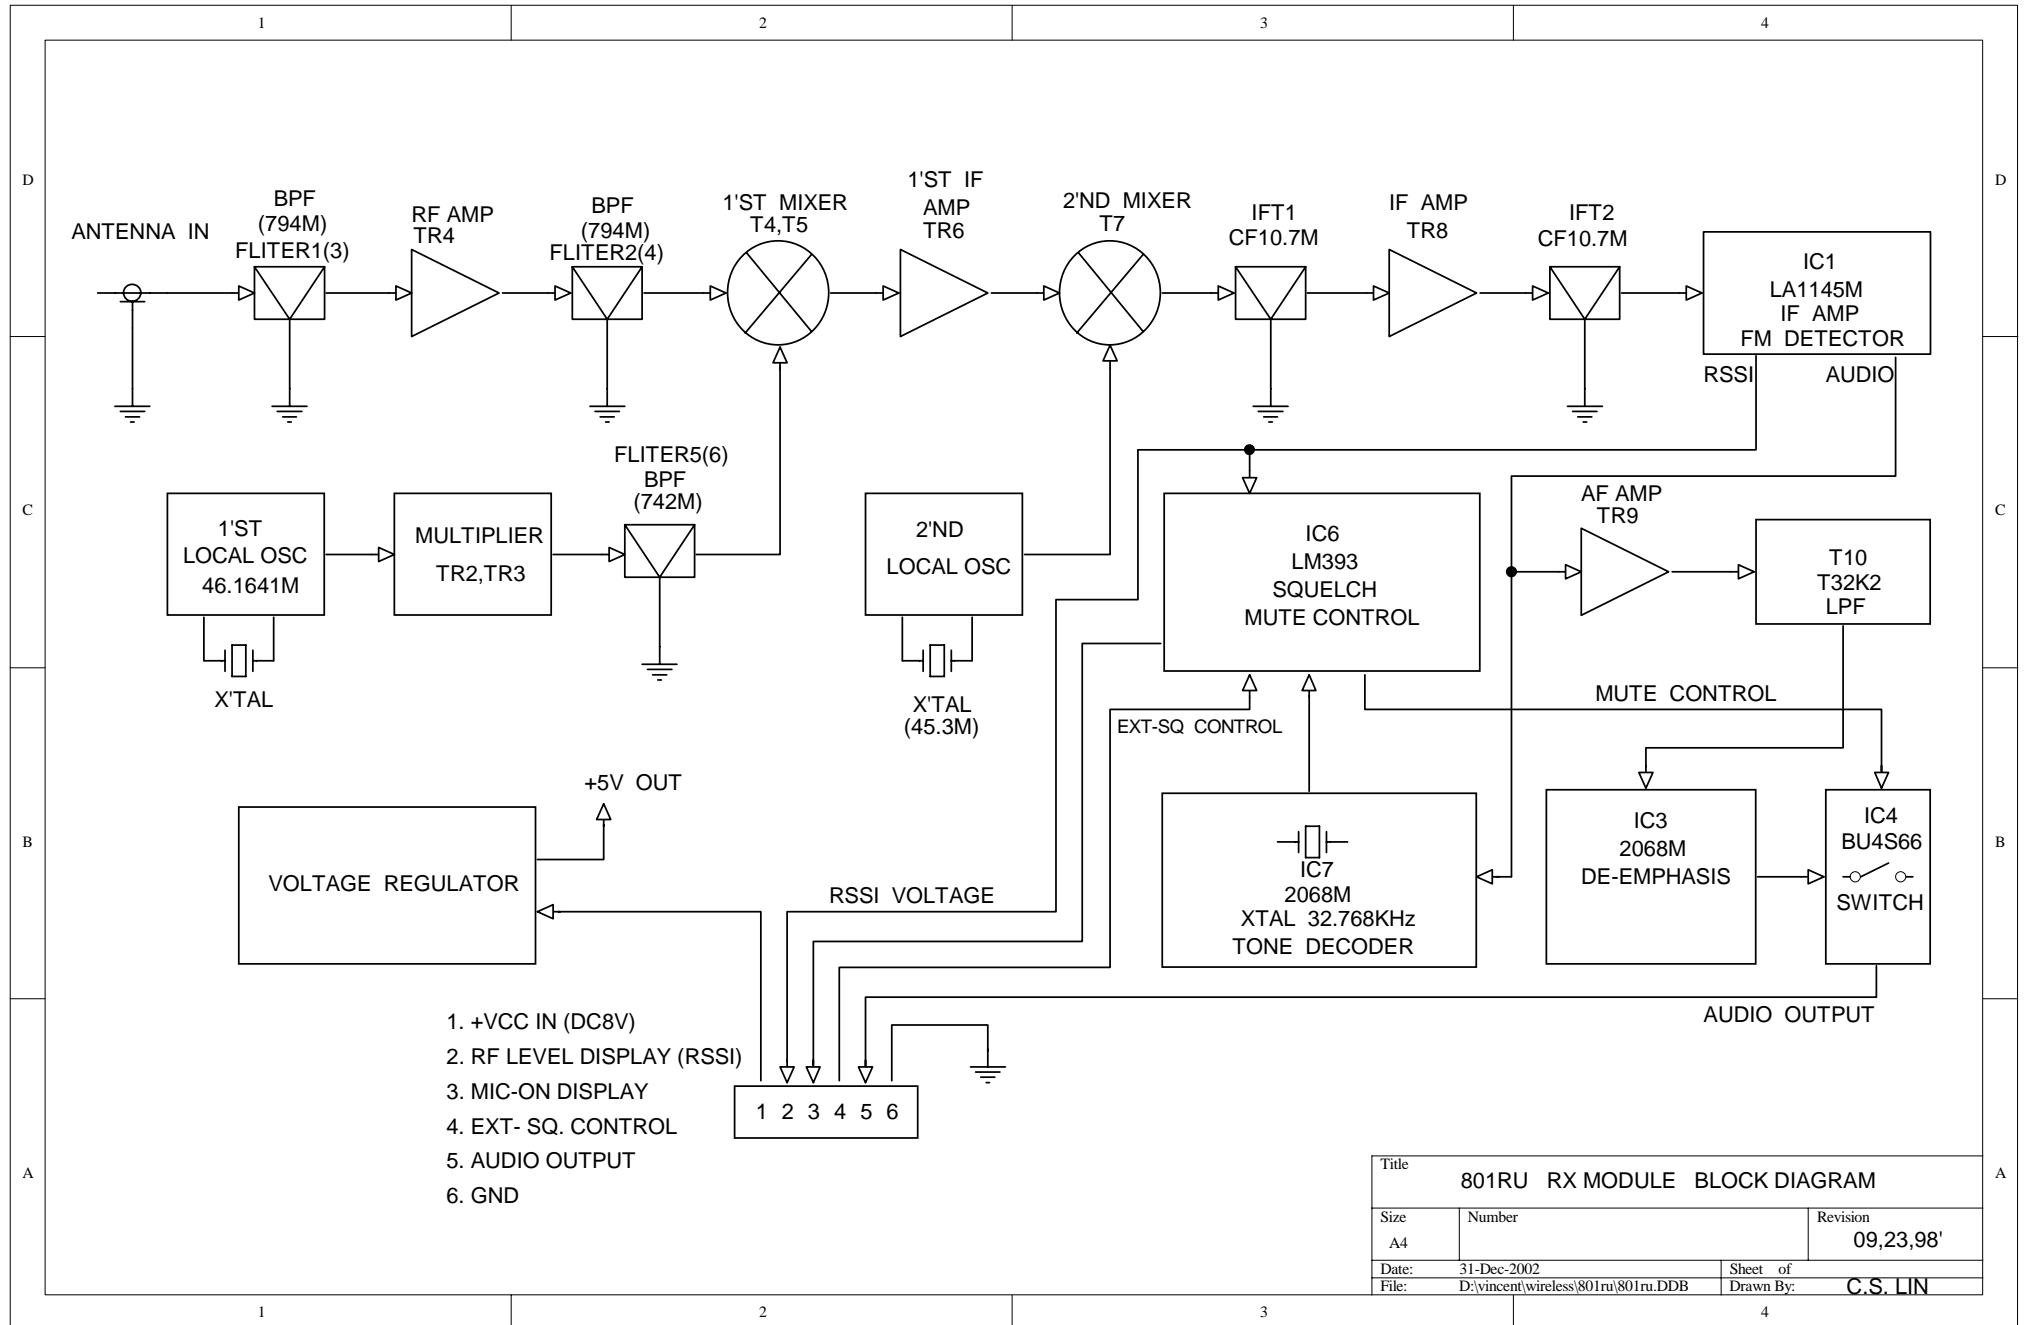 1 2 3 4
D
D
C
C
B
B
A
A
ANTENNA IN
BPF
(794M)
FLITER1(3)
RF AMP
TR4
BPF
(794M)
FLITER2(4)
1'ST MIXER
T4,T5
1'ST IF
AMP
TR6
2'ND MIXER
T7
IFT1
CF10.7M
IF AMP
TR8
IFT2
CF10.7M
IC1
LA1145M
IF AMP
FM DETECTOR
RSSI
AUDIO
1'ST
LOCAL OSC
46.1641M
X'TAL
MULTIPLIER
TR2,TR3
FLITER5(6)
BPF
(742M)
2'ND
LOCAL OSC
X'TAL
(45.3M)
IC6
LM393
SQUELCH
MUTE CONTROL
AF AMP
TR9
T10
T32K2
LPF
EXT-SQ CONTROL
MUTE CONTROL
+5V OUT
VOLTAGE REGULATOR
RSSI VOLTAGE
IC7
2068M
XTAL 32.768KHz
TONE DECODER
IC3
2068M
DE-EMPHASIS
IC4
BU4S66
SWITCH
AUDIO OUTPUT
1. +VCC IN (DC8V)
2. RF LEVEL DISPLAY (RSSI)
3. MIC-ON DISPLAY
4. EXT- SQ. CONTROL
5. AUDIO OUTPUT
6. GND
1 2 3 4 5 6
Title
801RU RX MODULE BLOCK DIAGRAM
Size
A4
Number
Revision
09,23,98'
Date: 31-Dec-2002
Sheet of
File: D:\vincent\wireless\801ru\801ru.DDB
Drawn By: C.S. LIN
1 2 3 4